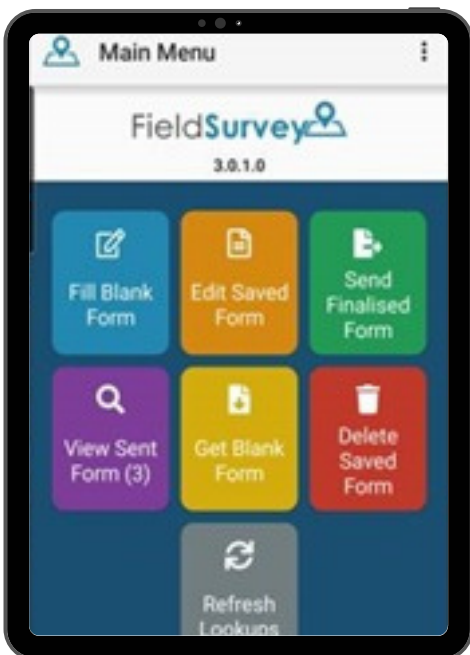 Main Menu
FieldSurvey
3.0.1.0
Fill Blank
Form
Edit Saved
Form
Send
Finalised
Form
View Sent
Form (3)
Get Blank
Form
Delete
Saved
Form
Refresh
Lookups